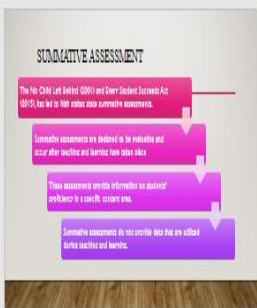 SUMMATIVE ASSESSMENT
The No Child Left Behind (2001) and Every Student Succeeds Act
(2015), has led to high stakes state summative assessments.
Summative assessments are designed to be evaluative and
occur after teaching and learning have taken place
These assessments provide information on students'
proficiency in a specific content area.
Summative assessments do not provide data that are utilized
during teaching and learning.